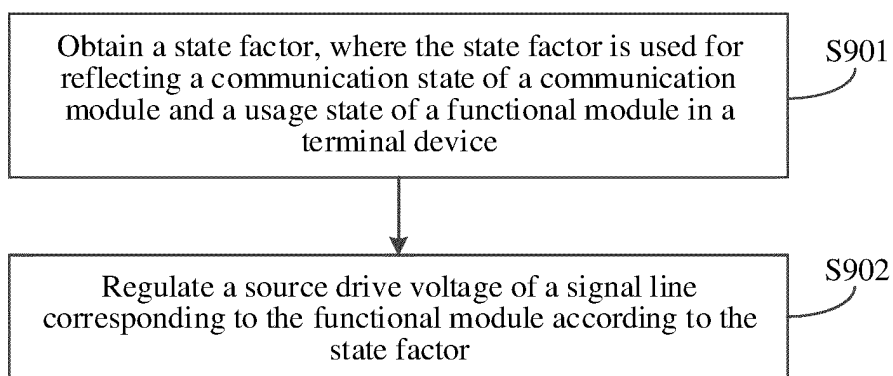 Obtain a state factor, where the state factor is used for
reflecting a communication state of a communication
module and a usage state of a functional module in a
terminal device
S901
Regulate a source drive voltage of a signal line
corresponding to the functional module according to the
state factor
S902